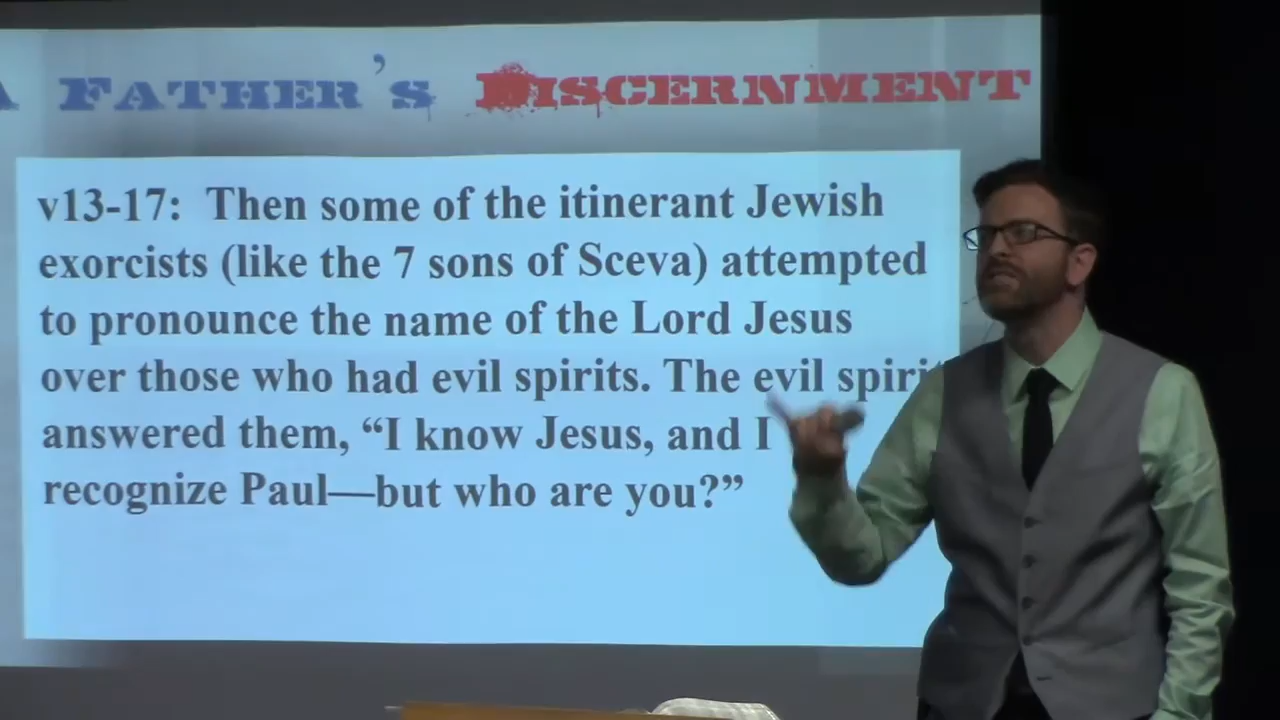 A FATHER'S DISCERNMENT
v13-17: Then some of the itinerant Jewish
exorcists (like the 7 sons of Sceva) attempted
to pronounce the name of the Lord Jesus
over those who had evil spirits. The evil spirit
answered them, “I know Jesus, and I
recognize Paul—but who are you?”